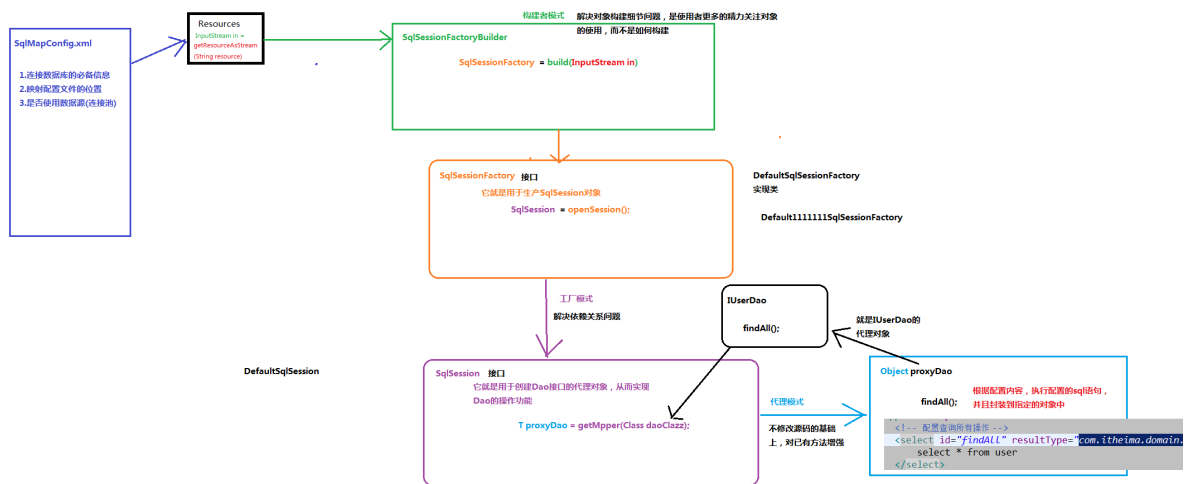 SqlMapConfig.xml
1.连接数据库的必备信息
2.映射配置文件的位置
3.是否使用数据源(连接池)
Resources
InputStream in =
getResourceAsStream
(String resource)
构建者模式
解决对象构建细节问题，是使用者更多的精力关注对象
的使用，而不是如何构建
SqlSessionFactoryBuilder
SqlSessionFactory = build(InputStream in)
SqlSessionFactory 接口
它就是用于生产SqlSession对象
SqlSession = openSession();
DefaultSqlSessionFactory
实现类
Default1111111SqlSessionFactory
工厂模式
解决依赖关系问题
IUserDao
findAll();
就是IUserDao的
代理对象
DefaultSqlSession
SqlSession 接口
它就是用于创建Dao接口的代理对象，从而实现
Dao的操作功能
T proxyDao = getMpper(Class daoClazz);
代理模式
不修改源码的基础
上，对已有方法增强
Object proxyDao
findAll();
根据配置内容，执行配置的sql语句，
并且封装到指定的对象中
<!-- 配置查询所有操作 -->
<select id="findALL" resultType="com.itheima.domain.
select * from user
</select>